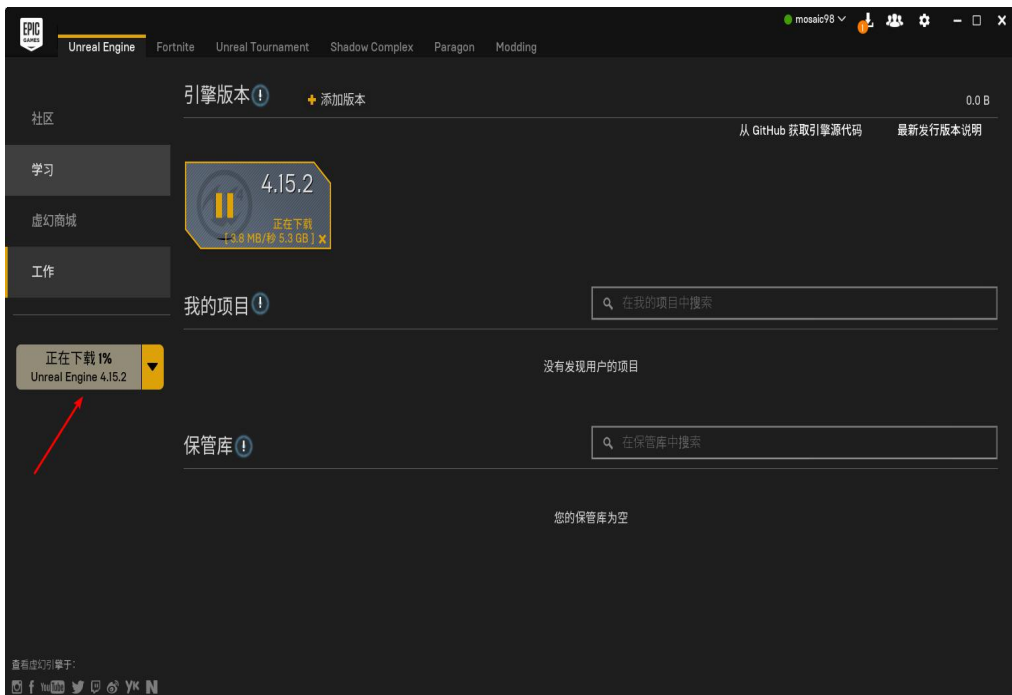 EPIC
GAMES
mosaic98
1
Unreal Engine
Fortnite
Unreal Tournament
Shadow Complex
Paragon
Modding
引擎版本
添加版本
0.0 B
从 GitHub 获取引擎源代码
最新发行版本说明
社区
学习
虚幻商城
工作
4.15.2
正在下载
[ 3.8 MB/秒 5.3 GB ]
我的项目
在我的项目中搜索
正在下载 1%
Unreal Engine 4.15.2
没有发现用户的项目
保管库
在保管库中搜索
您的保管库为空
查看虚幻引擎于:
YouTube
YK
N